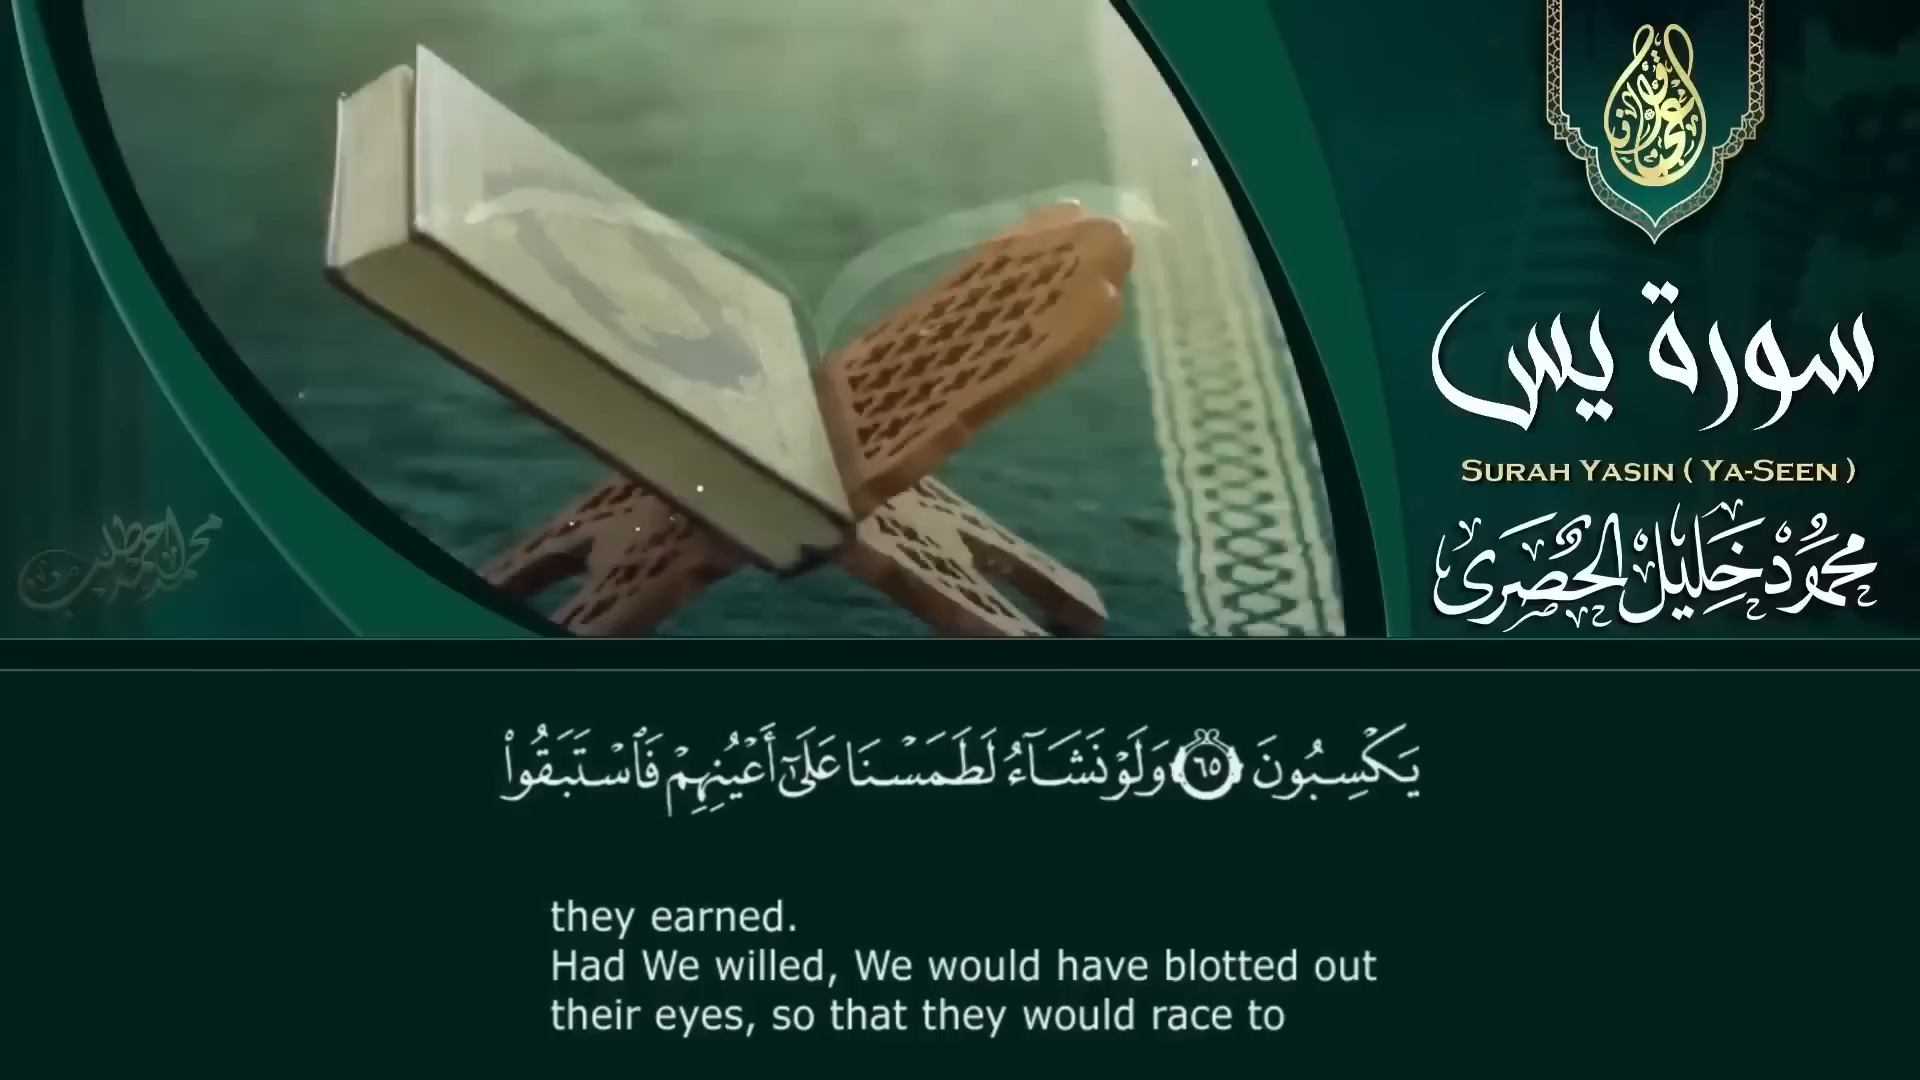 سورة يس
SURAH YASIN ( YA-SEEN )
محمود خليل الحصرى
يَكْسِبُونَ ٦٥ وَلَوْ نَشَآءُ لَطَمَسْنَا عَلَىٰٓ أَعْيُنِهِمْ فَٱسْتَبَقُوا۟
they earned.
Had We willed, We would have blotted out
their eyes, so that they would race to